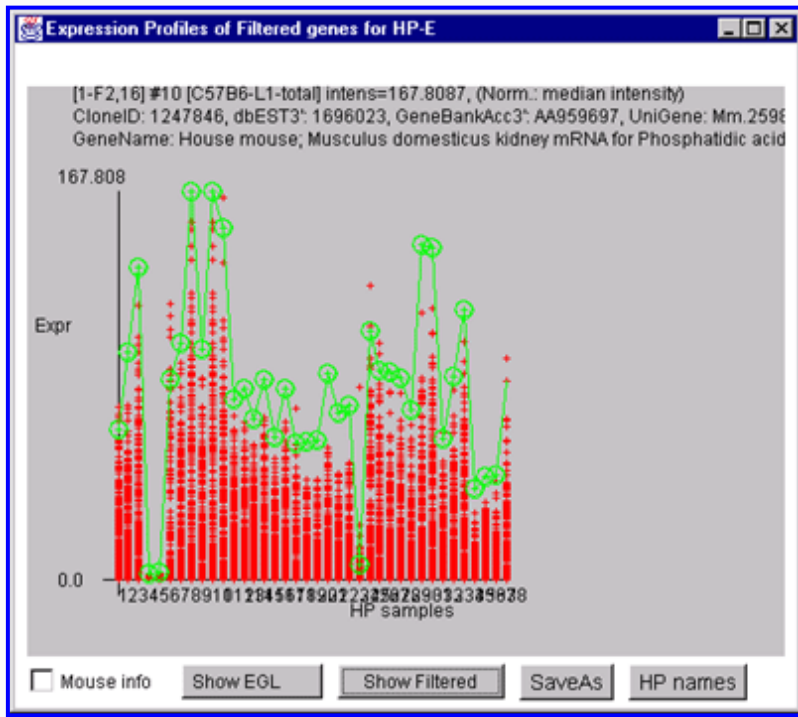 Expression Profiles of Filtered genes for HP-E
[1-F2,16] #10 [C57B6-L1-total] intens=167.8087, (Norm.: median intensity)
CloneID: 1247846, dbEST3': 1696023, GeneBankAcc3': AA959697, UniGene: Mm.2598
GeneName: House mouse; Musculus domesticus kidney mRNA for Phosphatidic acid
167.808
Expr
0.0
HP samples
Mouse info
Show EGL
Show Filtered
SaveAs
HP names